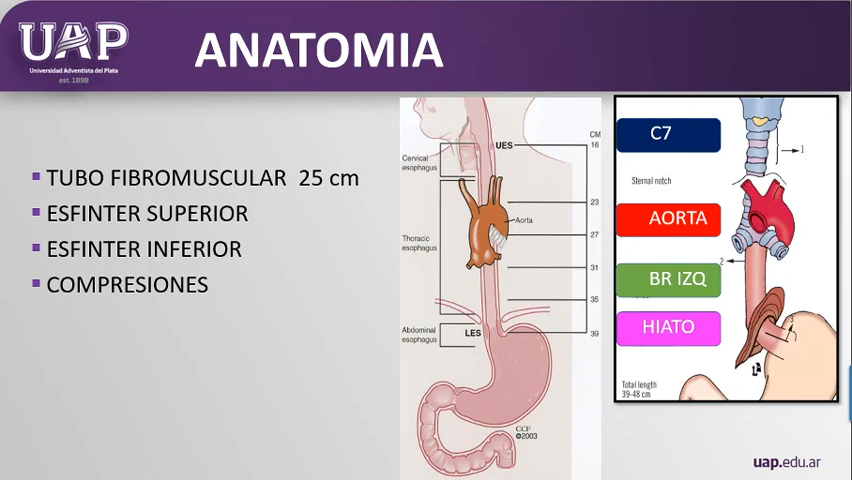 UAP
Universidad Adventista del Plata
est. 1898
ANATOMIA
TUBO FIBROMUSCULAR 25 cm
ESFINTER SUPERIOR
ESFINTER INFERIOR
COMPRESIONES
CM
UES
16
Cervical
esophagus
23
Aorta
27
Thoracic
esophagus
31
35
39
Abdominal
esophagus
LES
CCF
©2003
C7
1
Sternal notch
AORTA
2
BR IZQ
HIATO
Total length
39-48 cm
uap.edu.ar